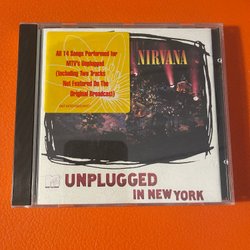 All 14 Songs Performed for
MTV's Unplugged
(Including Two Tracks
Not Featured On the
Original Broadcast)
NIRVANA
UNPLUGGED
IN NEW YORK